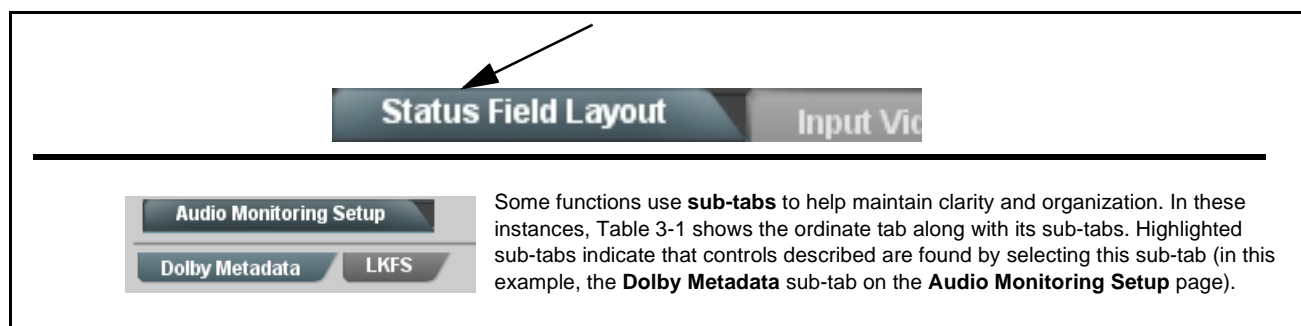 Status Field Layout
Input Vid
Audio Monitoring Setup
Dolby Metadata
LKFS
Some functions use sub-tabs to help maintain clarity and organization. In these
instances, Table 3-1 shows the ordinate tab along with its sub-tabs. Highlighted
sub-tabs indicate that controls described are found by selecting this sub-tab (in this
example, the Dolby Metadata sub-tab on the Audio Monitoring Setup page).